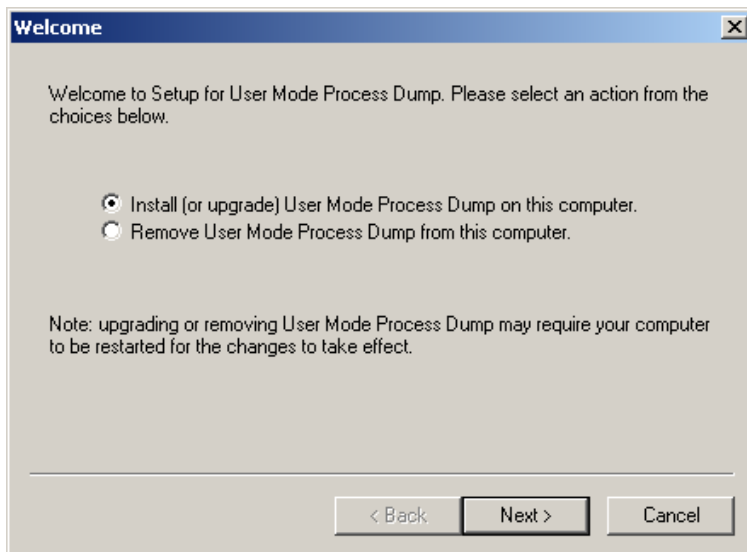 Welcome
Welcome to Setup for User Mode Process Dump. Please select an action from the
choices below.
Install (or upgrade) User Mode Process Dump on this computer.
Remove User Mode Process Dump from this computer.
Note: upgrading or removing User Mode Process Dump may require your computer
to be restarted for the changes to take effect.
< Back
Next >
Cancel